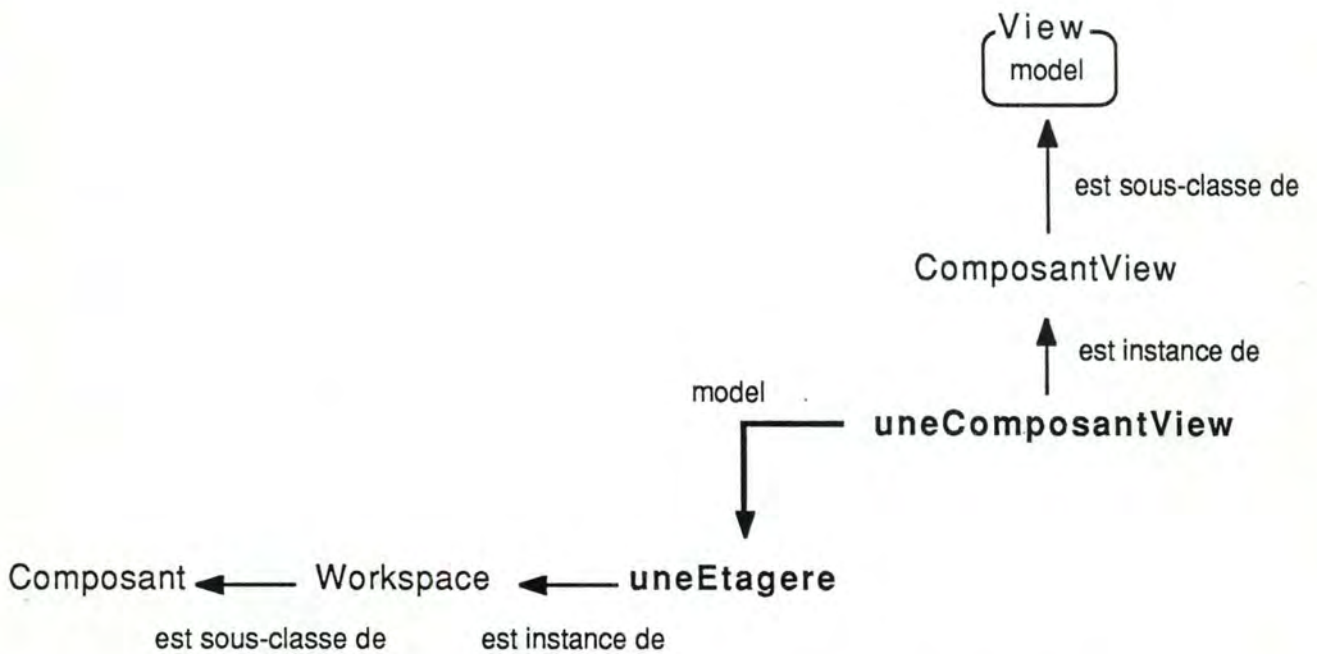 View
model
est sous-classe de
ComposantView
est instance de
model
uneComposantView
Composant
Workspace
uneEtagere
est sous-classe de
est instance de